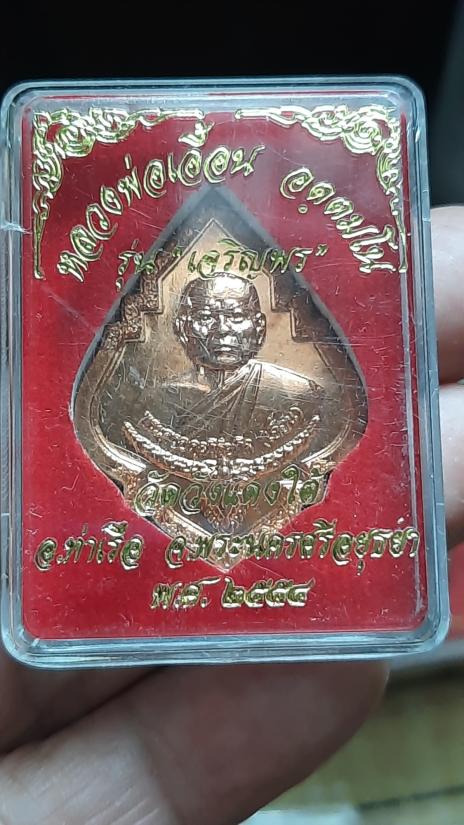 หลวงพ่อเอื้อน อตฺตมโน
รุ่น "เจริญพร"
วัดวังแดงใต้
อ.ท่าเรือ จ.พระนครศรีอยุธยา
พ.ศ. ๒๕๕๔